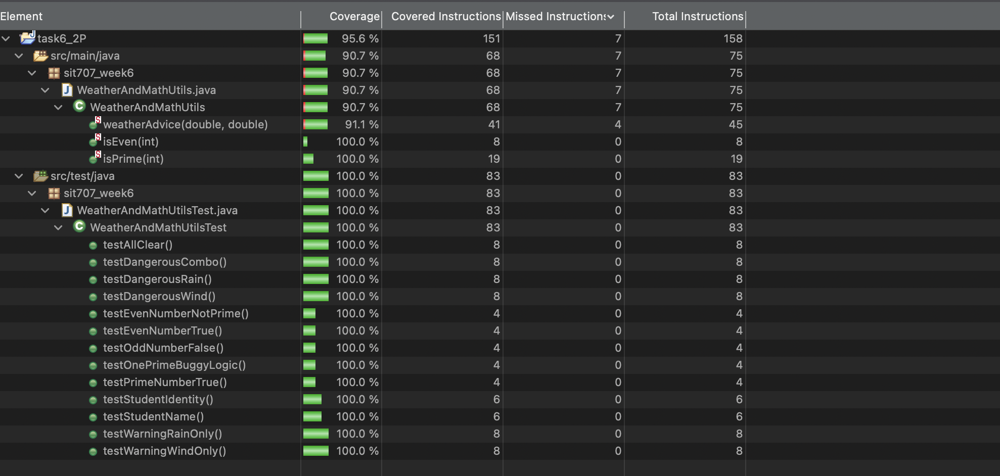 Element Coverage Covered Instructions Missed Instructions Total Instructions
task6_2P 95.6 % 151 7 158
src/main/java 90.7 % 68 7 75
sit707_week6 90.7 % 68 7 75
WeatherAndMathUtils.java 90.7 % 68 7 75
WeatherAndMathUtils 90.7 % 68 7 75
weatherAdvice(double, double) 91.1 % 41 4 45
isEven(int) 100.0 % 8 0 8
isPrime(int) 100.0 % 19 0 19
src/test/java 100.0 % 83 0 83
sit707_week6 100.0 % 83 0 83
WeatherAndMathUtilsTest.java 100.0 % 83 0 83
WeatherAndMathUtilsTest 100.0 % 83 0 83
testAllClear() 100.0 % 8 0 8
testDangerousCombo() 100.0 % 8 0 8
testDangerousRain() 100.0 % 8 0 8
testDangerousWind() 100.0 % 8 0 8
testEvenNumberNotPrime() 100.0 % 4 0 4
testEvenNumberTrue() 100.0 % 4 0 4
testOddNumberFalse() 100.0 % 4 0 4
testOnePrimeBuggyLogic() 100.0 % 4 0 4
testPrimeNumberTrue() 100.0 % 4 0 4
testStudentIdentity() 100.0 % 6 0 6
testStudentName() 100.0 % 6 0 6
testWarningRainOnly() 100.0 % 8 0 8
testWarningWindOnly() 100.0 % 8 0 8